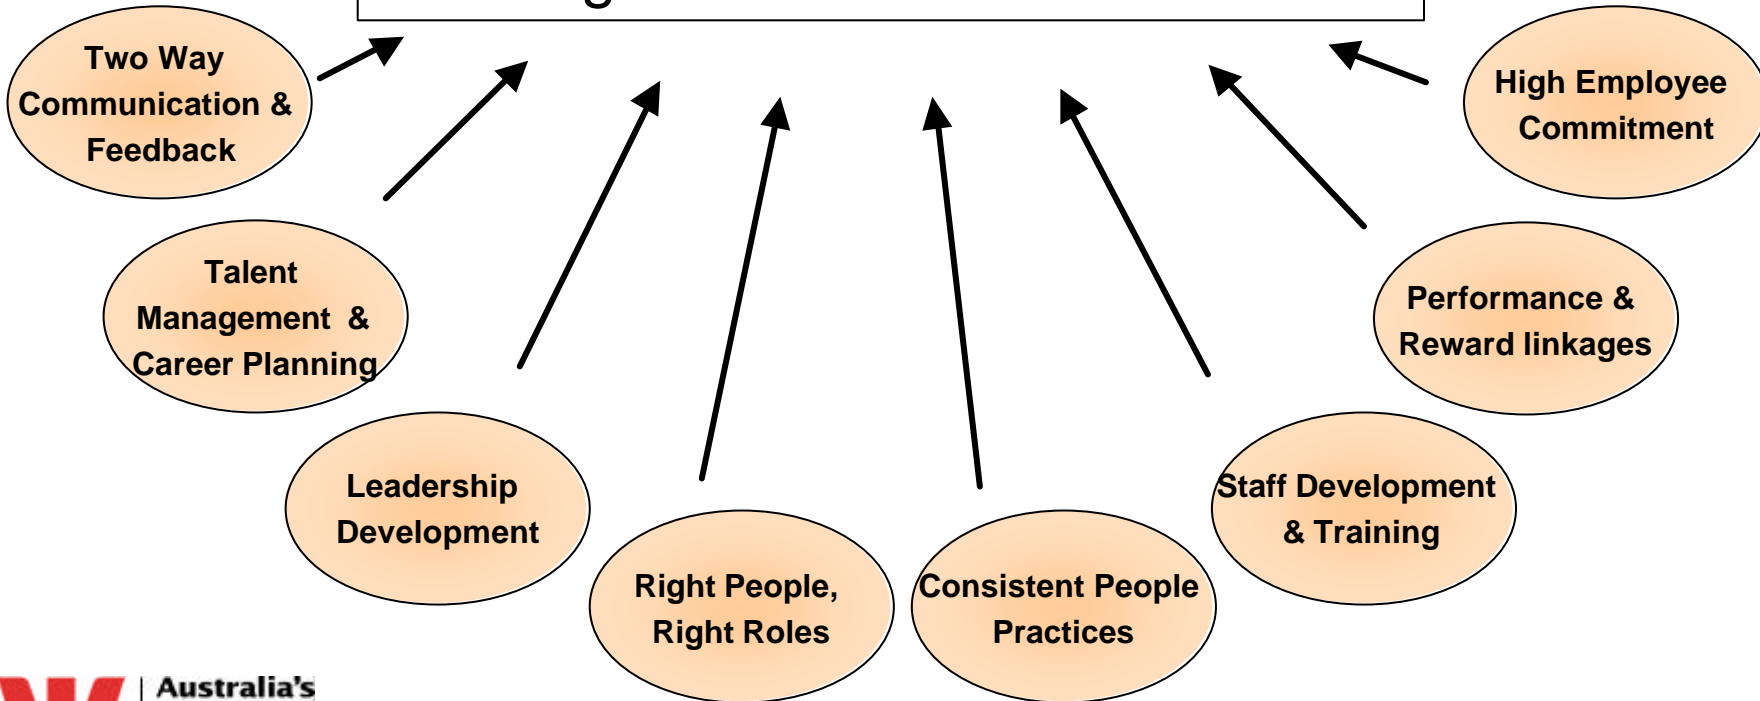 Two Way
Communication &
Feedback
High Employee
Commitment
Talent
Management &
Career Planning
Performance &
Reward linkages
Leadership
Development
Staff Development
& Training
Right People,
Right Roles
Consistent People
Practices
Australia's